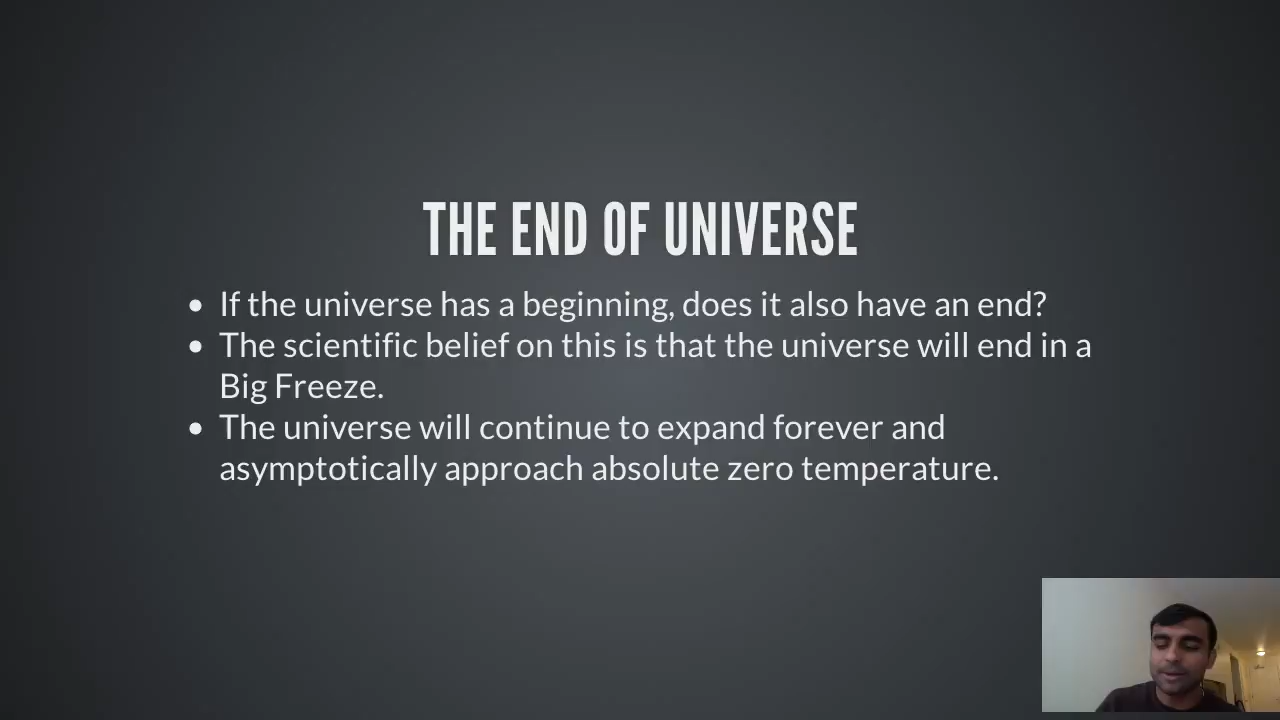 THE END OF UNIVERSE
• If the universe has a beginning, does it also have an end?
• The scientific belief on this is that the universe will end in a
Big Freeze.
• The universe will continue to expand forever and
asymptotically approach absolute zero temperature.